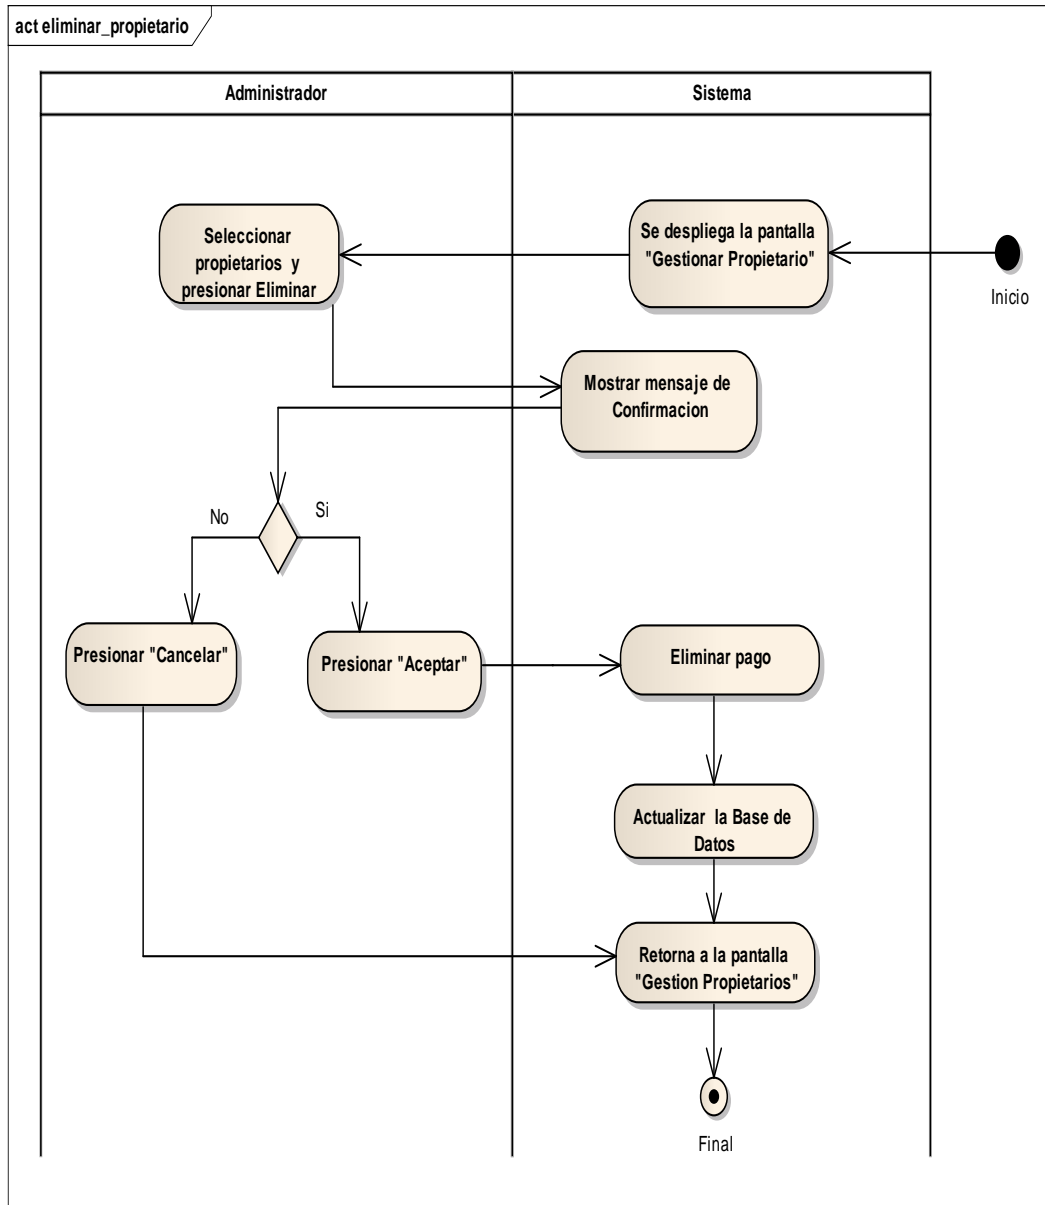 act eliminar_propietario
Administrador
Sistema
Seleccionar
propietarios y
presionar Eliminar
Se despliega la pantalla
"Gestionar Propietario"
Inicio
Mostrar mensaje de
Confirmacion
No
Si
Presionar "Cancelar"
Presionar "Aceptar"
Eliminar pago
Actualizar la Base de
Datos
Retorna a la pantalla
"Gestion Propietarios"
Final